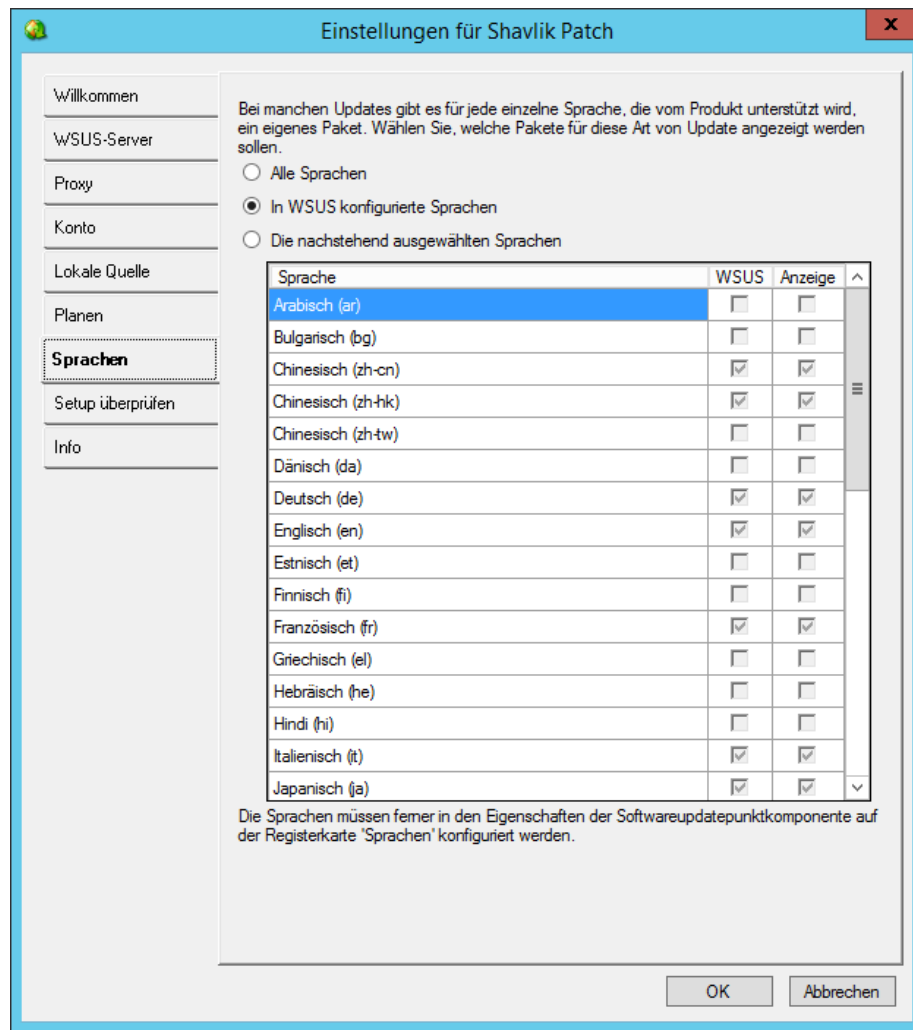 Einstellungen für Shavlik Patch
x
Willkommen
WSUS-Server
Proxy
Konto
Lokale Quelle
Planen
Sprachen
Setup überprüfen
Info
Bei manchen Updates gibt es für jede einzelne Sprache, die vom Produkt unterstützt wird,
ein eigenes Paket. Wählen Sie, welche Pakete für diese Art von Update angezeigt werden
sollen.
Alle Sprachen
In WSUS konfigurierte Sprachen
Die nachstehend ausgewählten Sprachen
Sprache WSUS Anzeige
Arabisch (ar)
Bulgarisch (bg)
Chinesisch (zh-cn)
Chinesisch (zh-hk)
Chinesisch (zh-tw)
Dänisch (da)
Deutsch (de)
Englisch (en)
Estnisch (et)
Finnisch (fi)
Französisch (fr)
Griechisch (el)
Hebräisch (he)
Hindi (hi)
Italienisch (it)
Japanisch (ja)
Die Sprachen müssen ferner in den Eigenschaften der Softwareupdatepunktkomponente auf
der Registerkarte 'Sprachen' konfiguriert werden.
OK Abbrechen